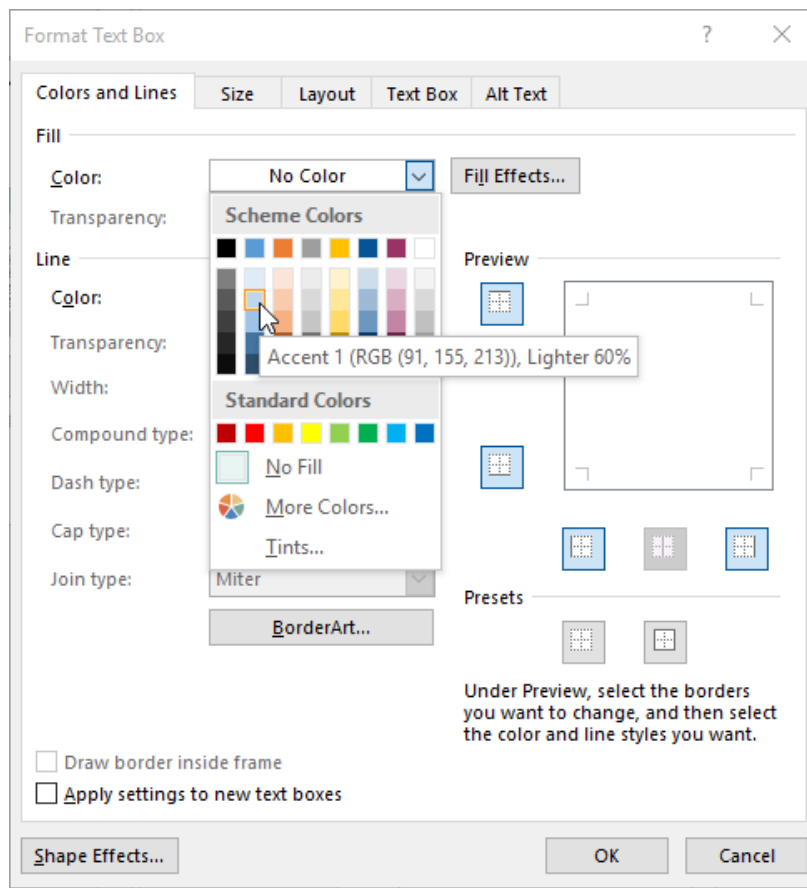 Format Text Box ?
Colors and Lines Size Layout Text Box Alt Text
Fill
Color: No Color Fill Effects...
Transparency:
Scheme Colors
Line
Color:
Transparency:
Width:
Compound type:
Dash type:
Cap type:
Join type: Miter
Accent 1 (RGB (91, 155, 213)), Lighter 60%
Standard Colors
No Fill
More Colors...
Tints...
BorderArt...
Preview
Presets
Under Preview, select the borders
you want to change, and then select
the color and line styles you want.
Draw border inside frame
Apply settings to new text boxes
Shape Effects... OK Cancel